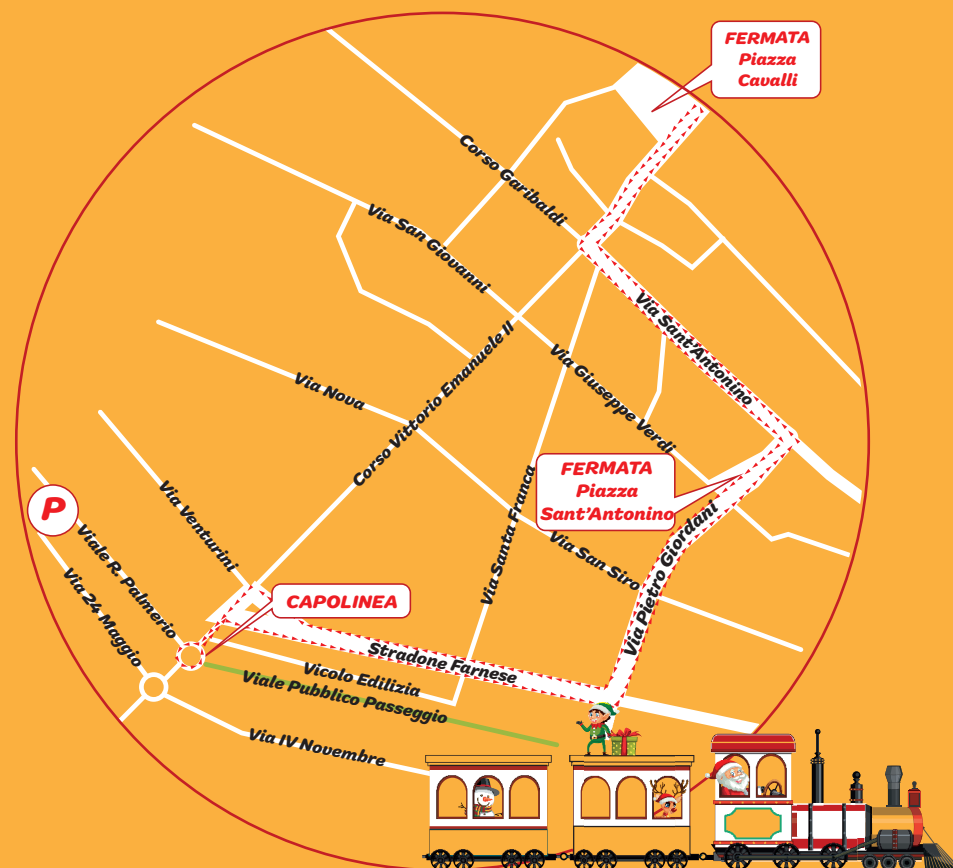 FERMATA
Piazza
Cavalli
Corso Garibaldi
Via San Giovanni
Via Sant'Antonino
Corso Vittorio Emanuele II
Via Giuseppe Verdi
Via Nova
FERMATA
Piazza
Sant'Antonino
Via Santa Franca
Via Venturini
P
Viale R. Palmerio
Via San Siro
Via Pietro Giordani
Via 24 Maggio
CAPOLINEA
Stradone Farnese
Vicolo Edilizia
Viale Pubblico Passeggio
Via IV Novembre